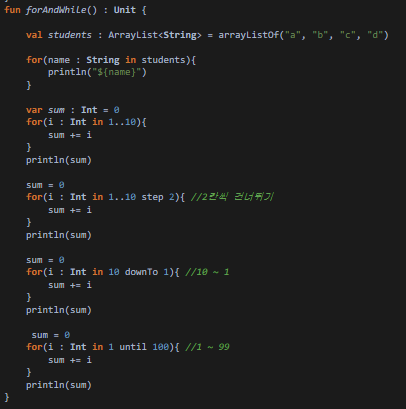 fun forAndWhile() : Unit {
val students : ArrayList<String> = arrayListOf("a", "b", "c", "d")
for(name : String in students){
println("${name}")
}
var sum : Int = 0
for(i : Int in 1..10){
sum += i
}
println(sum)
sum = 0
for(i : Int in 1..10 step 2){ //2칸씩 건너뛰기
sum += i
}
println(sum)
sum = 0
for(i : Int in 10 downTo 1){ //10 ~ 1
sum += i
}
println(sum)
sum = 0
for(i : Int in 1 until 100){ //1 ~ 99
sum += i
}
println(sum)
}